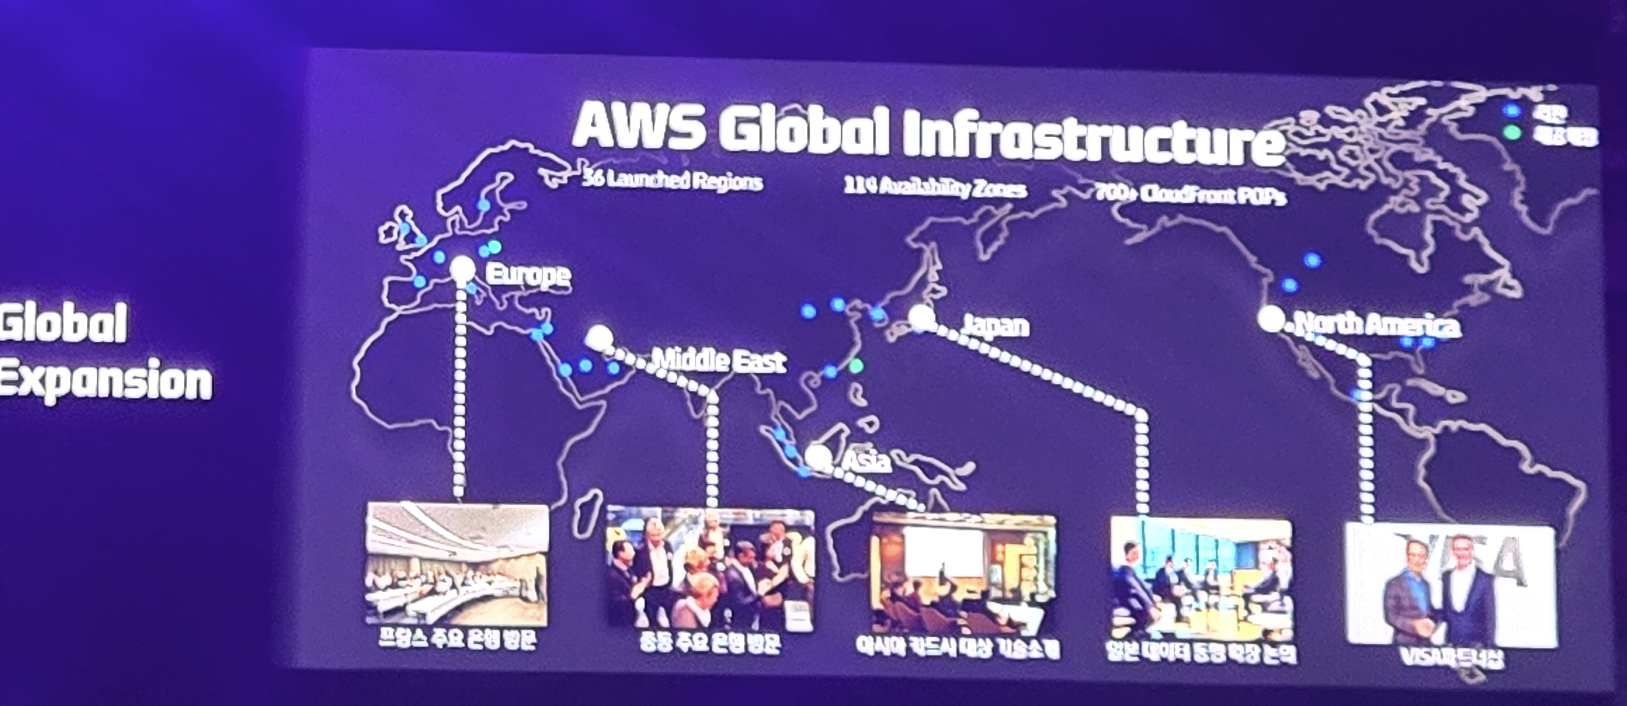 Global
Expansion
AWS Global Infrastructure
36 Launched Regions
114 Availability Zones
700+ CloudFront POPs
Europe
Middle East
Asia
Japan
North America
프랑스 주요 은행 방문
중동 주요 은행 방문
아시아 카드사 대상 기술소개
일본 데이터 동맹 확장 논의
VISA파트너십
VISA